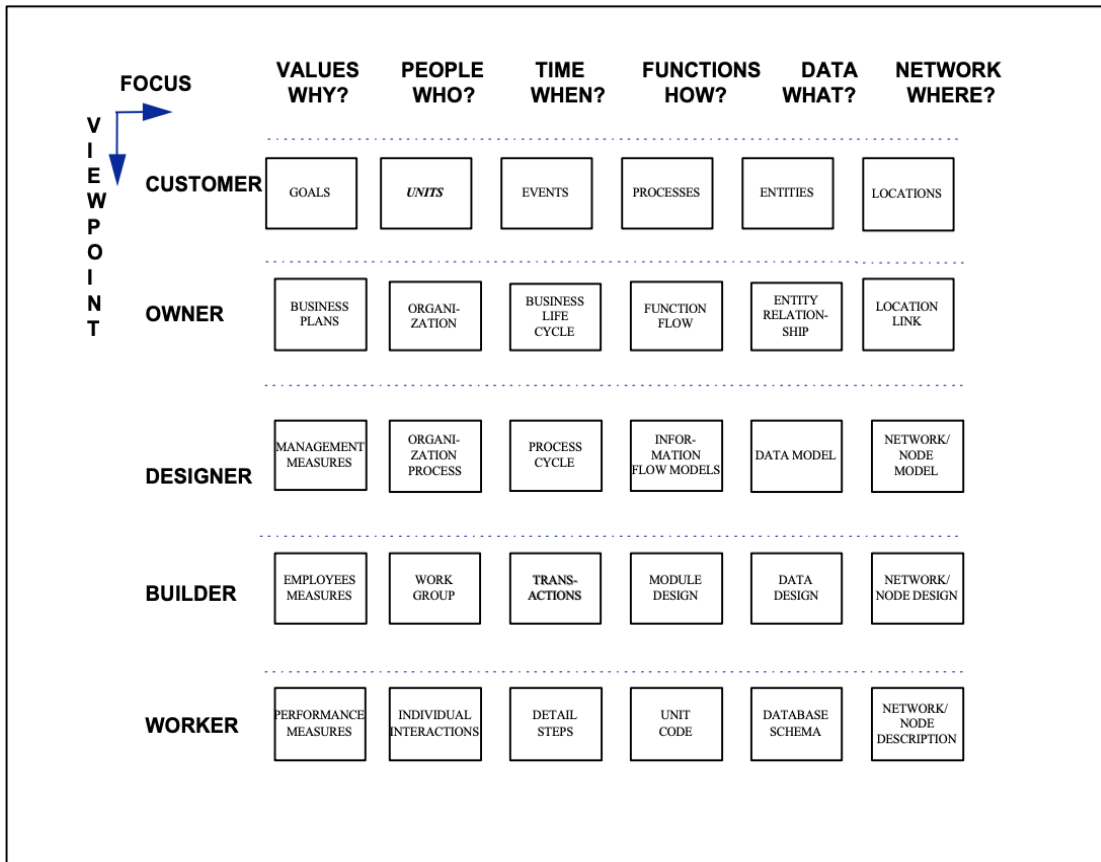 FOCUS
VALUES WHY?
PEOPLE WHO?
TIME WHEN?
FUNCTIONS HOW?
DATA WHAT?
NETWORK WHERE?
VIEWPOINT
CUSTOMER
GOALS
UNITS
EVENTS
PROCESSES
ENTITIES
LOCATIONS
OWNER
BUSINESS
PLANS
ORGANI-
ZATION
BUSINESS
LIFE
CYCLE
FUNCTION
FLOW
ENTITY
RELATION-
SHIP
LOCATION
LINK
DESIGNER
MANAGEMENT
MEASURES
ORGANI-
ZATION
PROCESS
PROCESS
CYCLE
INFOR-
MATION
FLOW MODELS
DATA MODEL
NETWORK/
NODE
MODEL
BUILDER
EMPLOYEES
MEASURES
WORK
GROUP
TRANS-
ACTIONS
MODULE
DESIGN
DATA
DESIGN
NETWORK/
NODE DESIGN
WORKER
PERFORMANCE
MEASURES
INDIVIDUAL
INTERACTIONS
DETAIL
STEPS
UNIT
CODE
DATABASE
SCHEMA
NETWORK/
NODE
DESCRIPTION